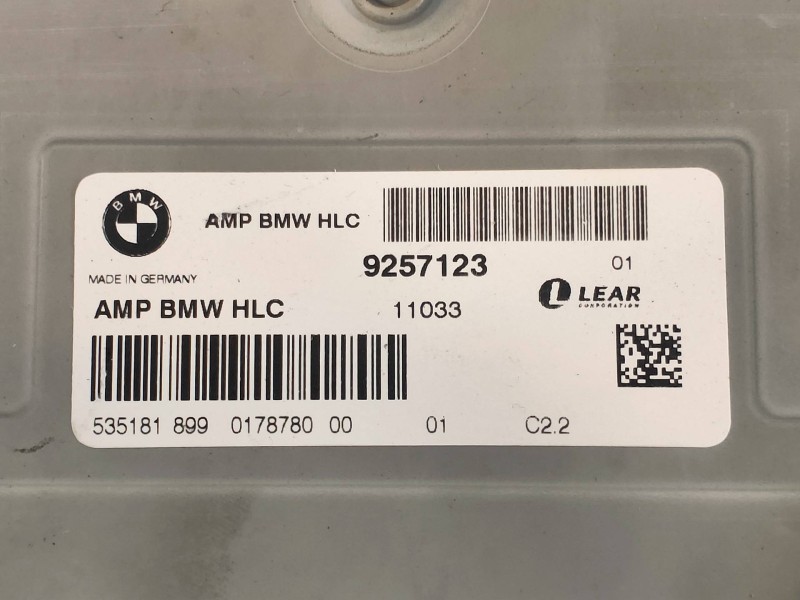 BMW
AMP BMW HLC
9257123 01
MADE IN GERMANY
LEAR
CORPORATION
AMP BMW HLC 11033
535181 899 0178780 00 01 C2.2